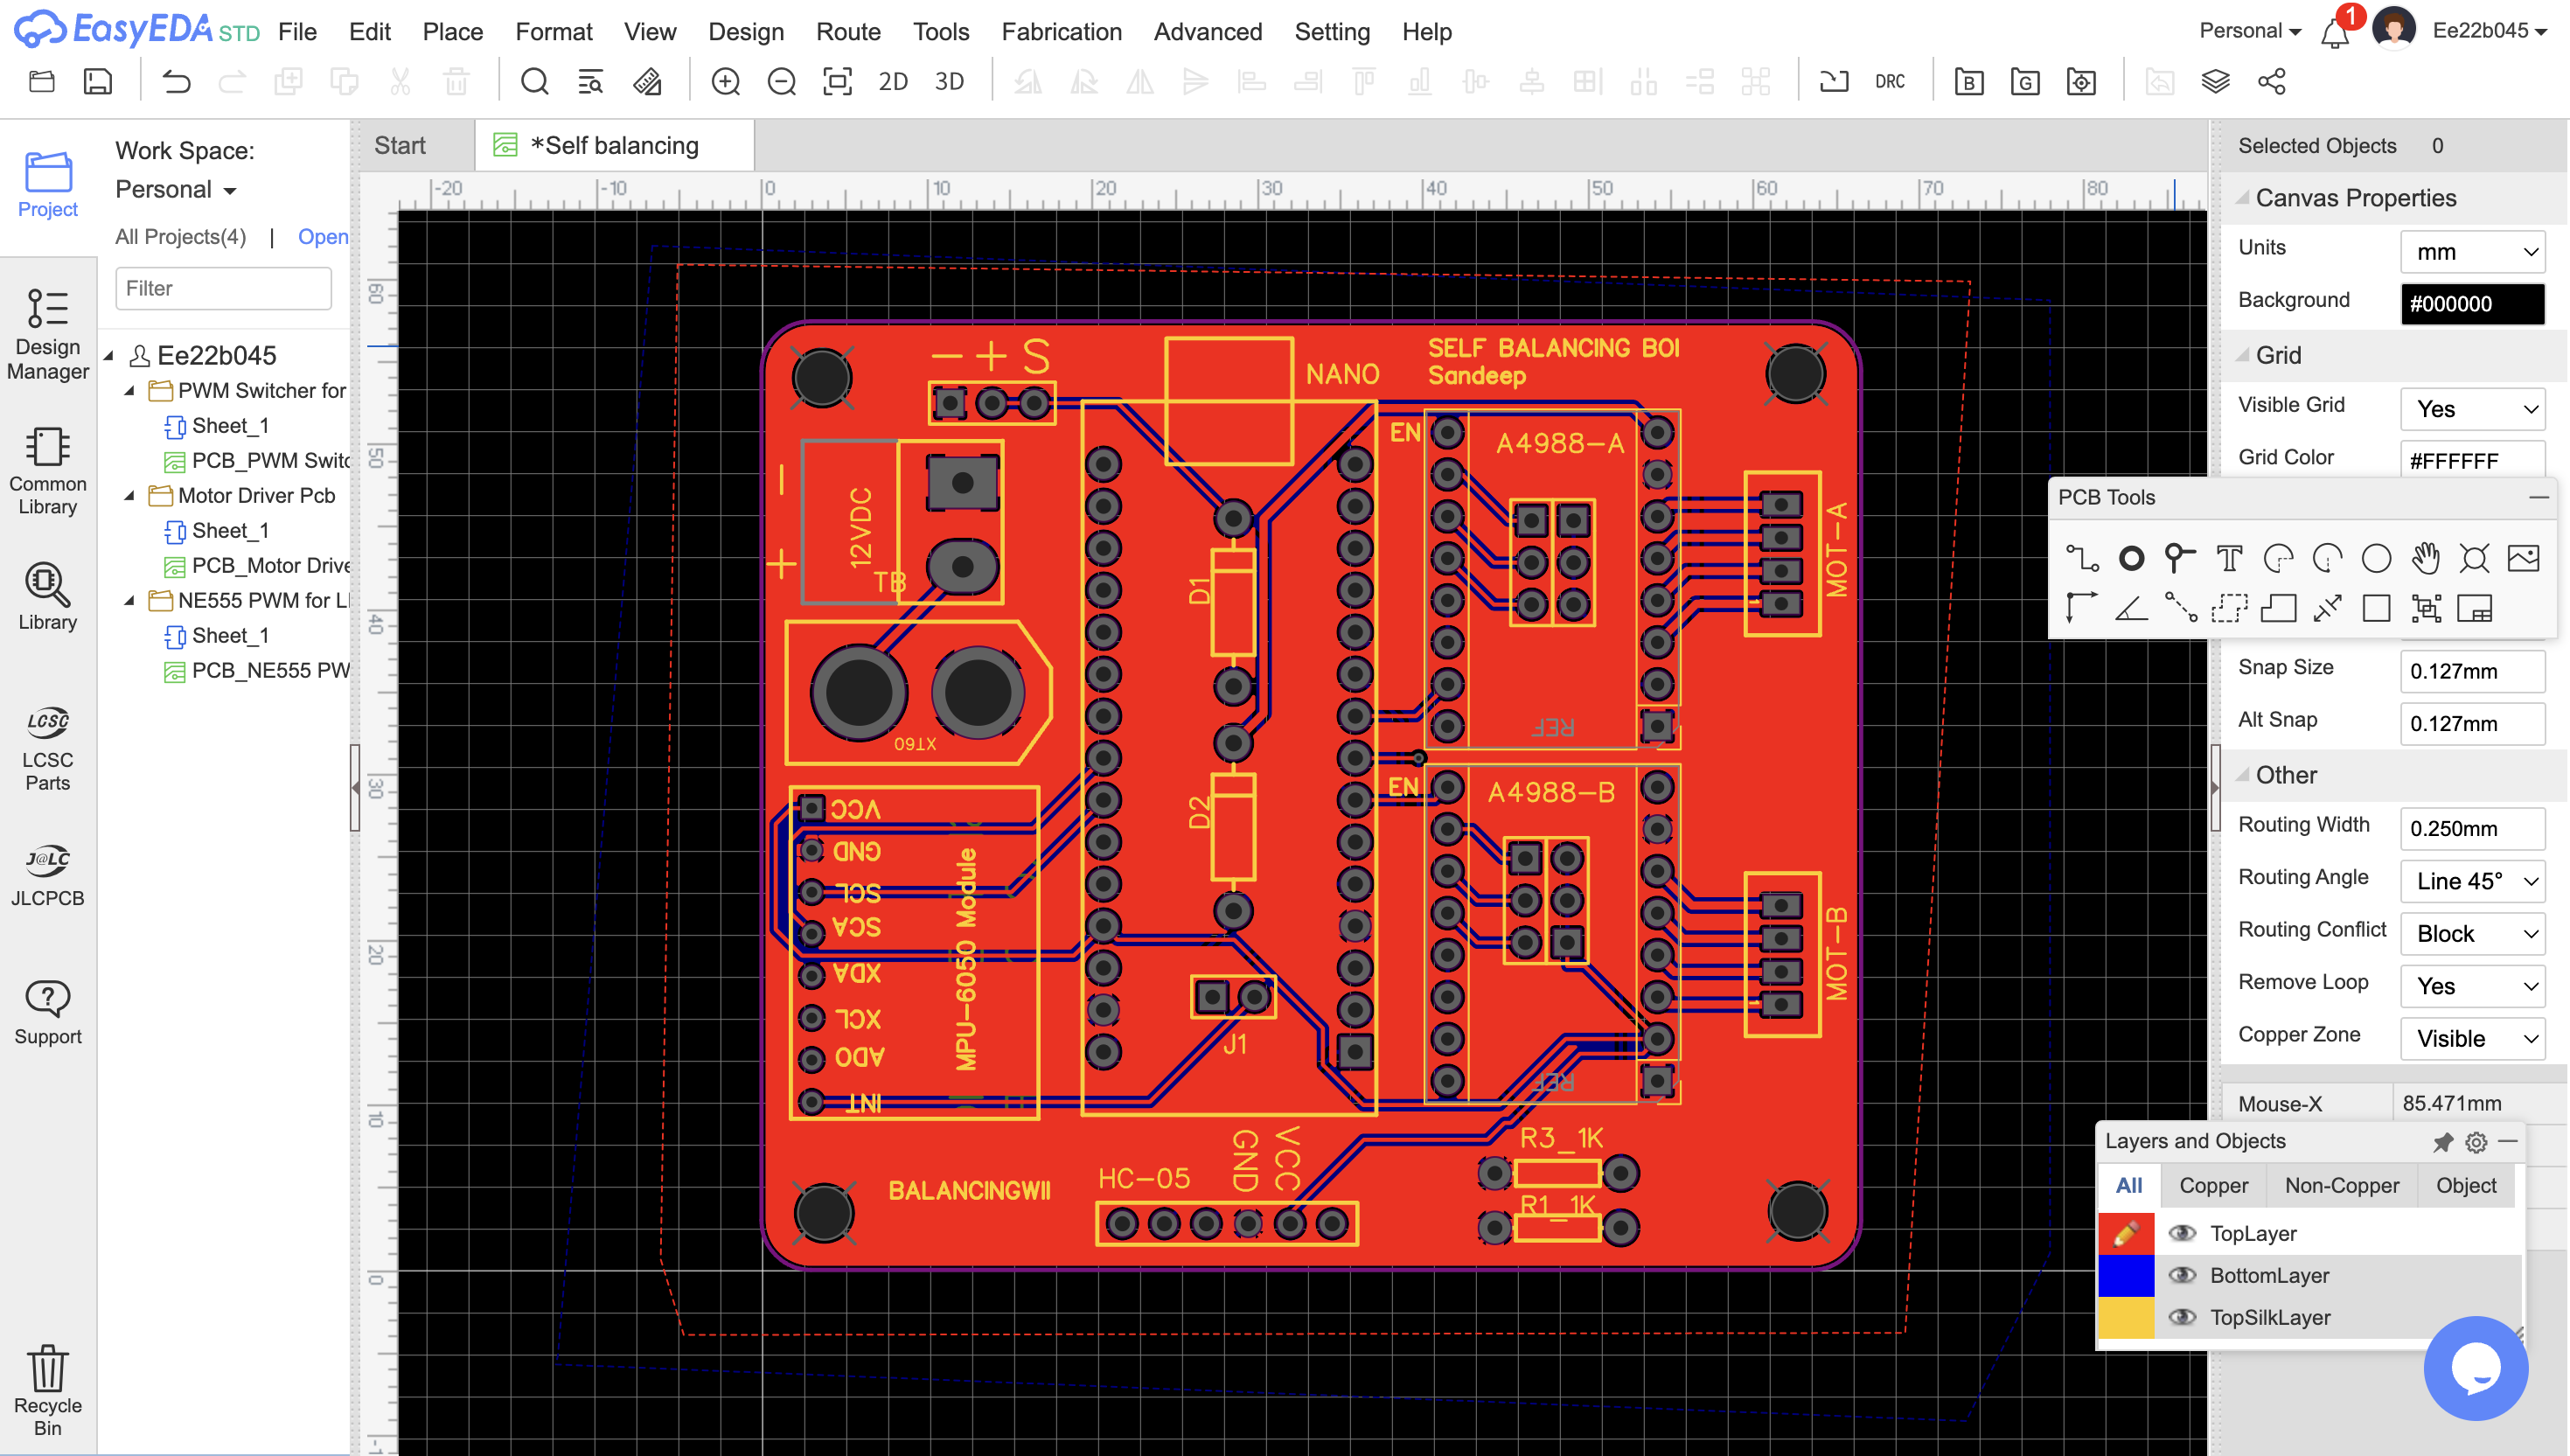 EasyEDA STD File Edit Place Format View Design Route Tools Fabrication Advanced Setting Help
Personal 1 Ee22b045
2D 3D DRC B G
Project
Design Manager
Common Library
Library
LCSC
LCSC Parts
J@LC
JLCPCB
Support
Recycle Bin
Work Space:
Personal
All Projects(4) | Open
Filter
Ee22b045
PWM Switcher for
Sheet_1
PCB_PWM Switc
Motor Driver Pcb
Sheet_1
PCB_Motor Drive
NE555 PWM for LI
Sheet_1
PCB_NE555 PW
Start
*Self balancing
-20 -10 0 10 20 30 40 50 60 70 80
60
50
40
30
20
10
0
-1
− + S
NANO
SELF BALANCING BOI
Sandeep
EN
A4988-A
MOT-A
12VDC
−
+
TB
D1
XT60
REF
EN
A4988-B
D2
VCC
GND
SCL
SCA
XDA
XCL
ADO
INT
MPU-6050 Module
MOT-B
J1
REF
BALANCINGWII
HC-05
GND
VCC
R3_1K
R1_1K
Selected Objects 0
Canvas Properties
Units mm
Background #000000
Grid
Visible Grid Yes
Grid Color #FFFFFF
PCB Tools
Snap Size 0.127mm
Alt Snap 0.127mm
Other
Routing Width 0.250mm
Routing Angle Line 45°
Routing Conflict Block
Remove Loop Yes
Copper Zone Visible
Mouse-X 85.471mm
Layers and Objects
All Copper Non-Copper Object
TopLayer
BottomLayer
TopSilkLayer